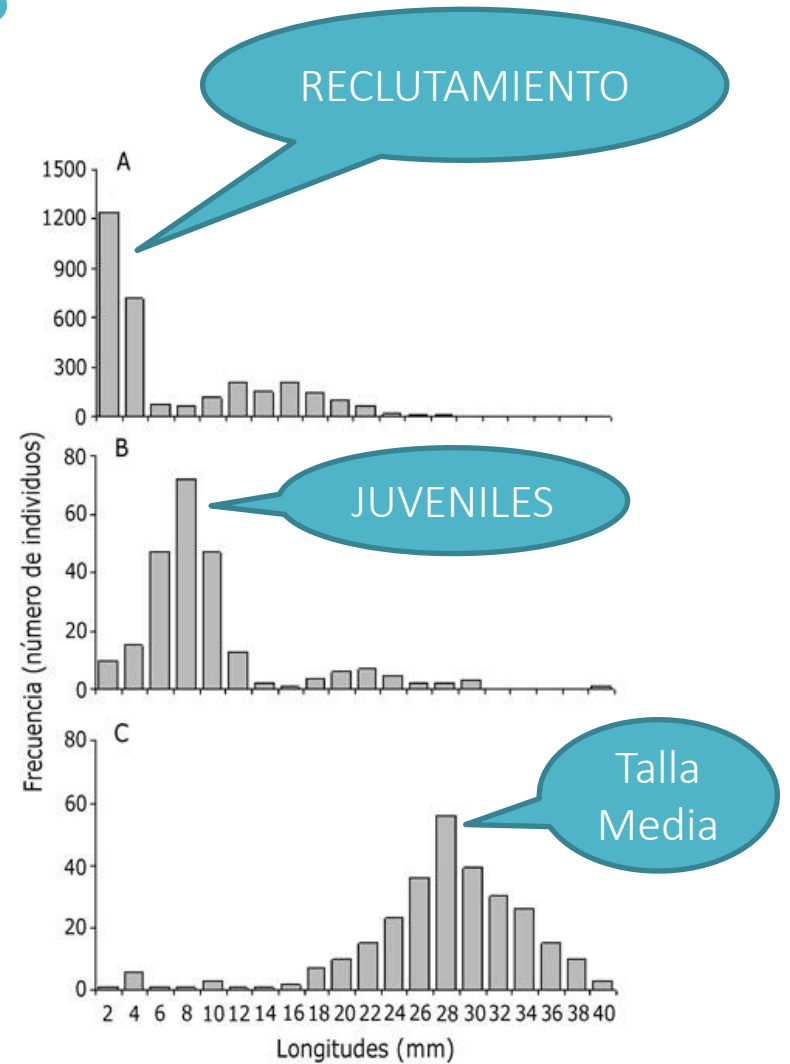 RECLUTAMIENTO
A
1500
1200
900
600
300
0
Frecuencia (número de individuos)
B
80
60
40
20
0
JUVENILES
C
80
60
40
20
0
Talla
Media
2 4 6 8 10 12 14 16 18 20 22 24 26 28 30 32 34 36 38 40
Longitudes (mm)